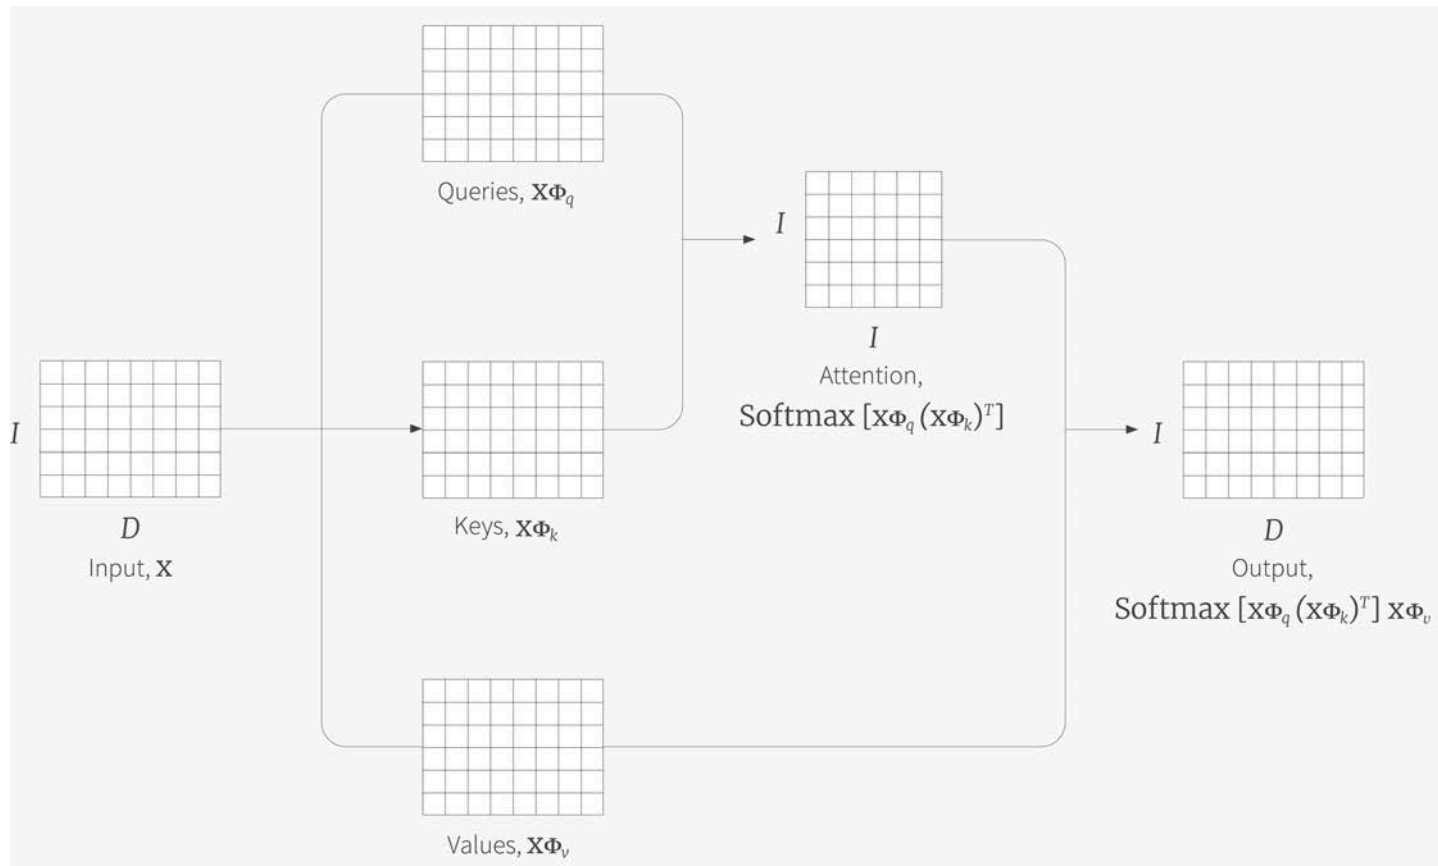 Queries, XΦq
I
I
Attention,
Softmax [XΦq (XΦk)ᵀ]
I
D
Input, X
Keys, XΦk
I
D
Output,
Softmax [XΦq (XΦk)ᵀ] XΦv
Values, XΦv